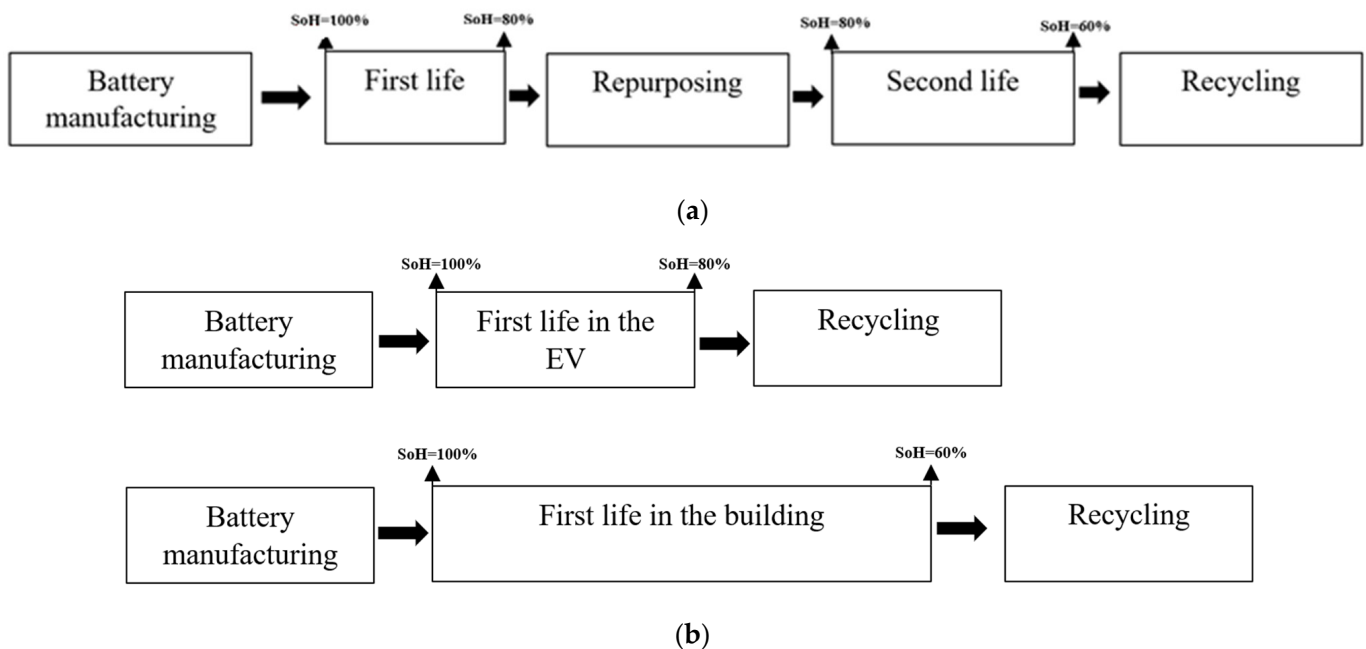 SoH=100% SoH=80% SoH=80% SoH=60%
Battery
manufacturing
First life
Repurposing
Second life
Recycling
(a)
SoH=100% SoH=80%
Battery
manufacturing
First life in the
EV
Recycling
SoH=100% SoH=60%
Battery
manufacturing
First life in the building
Recycling
(b)